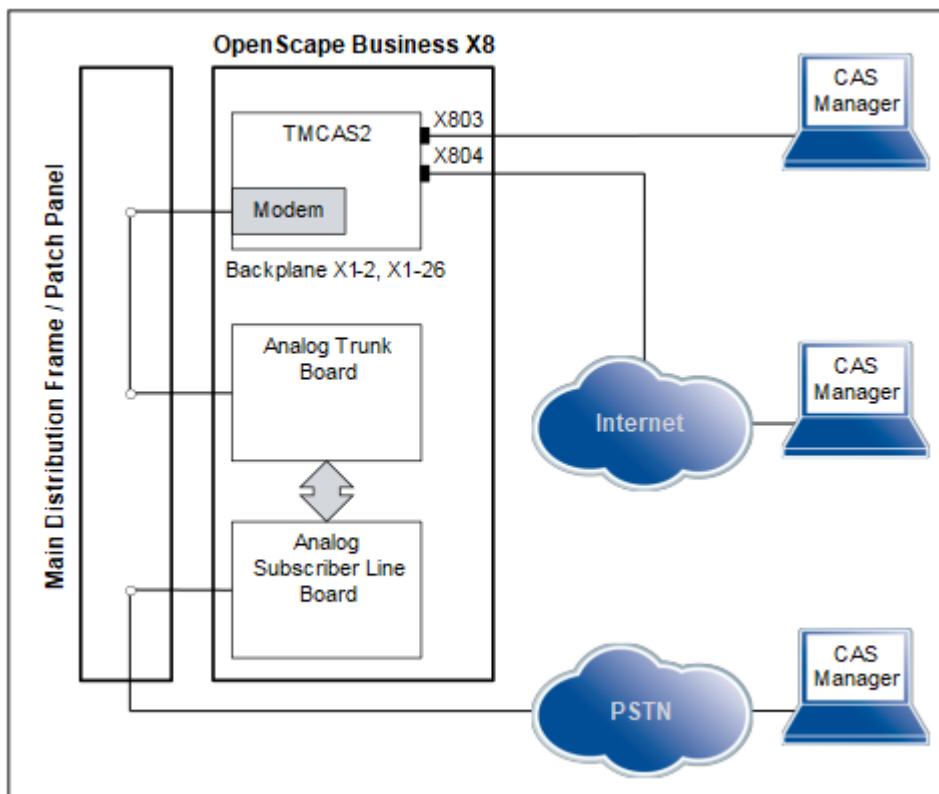 OpenScape Business X8
Main Distribution Frame / Patch Panel
TMCAS2
X803
X804
Modem
Backplane X1-2, X1-26
Analog Trunk
Board
Analog
Subscriber Line
Board
CAS
Manager
Internet
CAS
Manager
PSTN
CAS
Manager